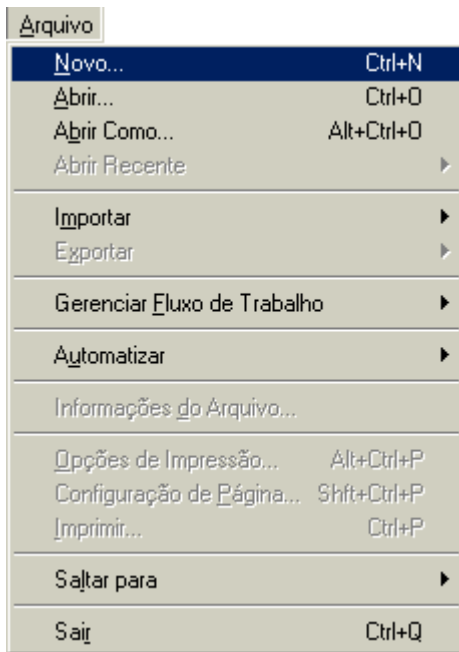 Arquivo
Novo... Ctrl+N
Abrir... Ctrl+O
Abrir Como... Alt+Ctrl+O
Abrir Recente
Importar
Exportar
Gerenciar Fluxo de Trabalho
Automatizar
Informações do Arquivo...
Opções de Impressão... Alt+Ctrl+P
Configuração de Página... Shft+Ctrl+P
Imprimir... Ctrl+P
Saltar para
Sair Ctrl+Q